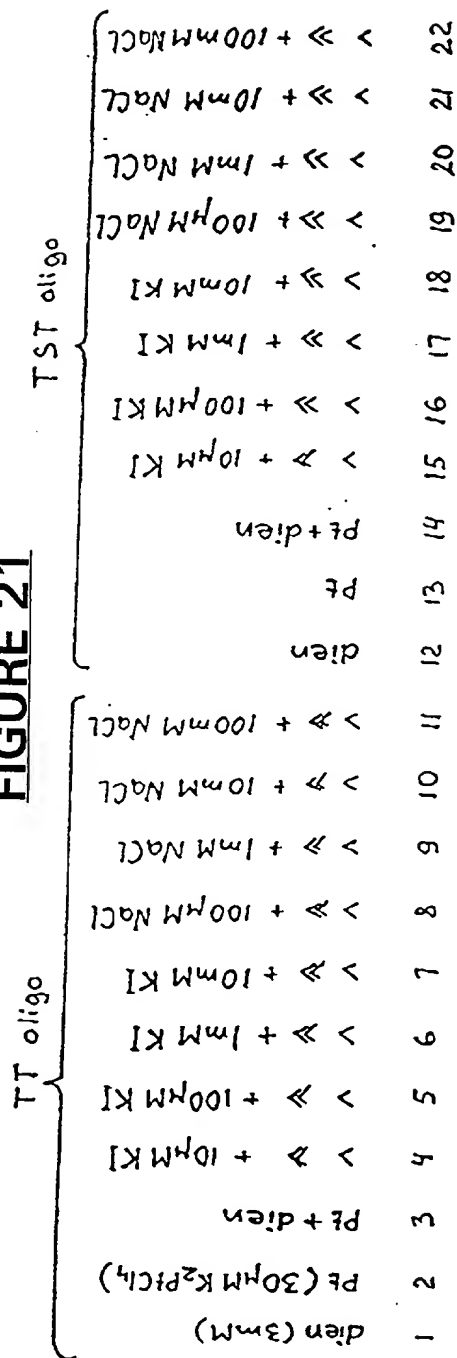 FIGURE 21
TT oligo
dien (3mM) 1
Pt (30μM K2PtCl4) 2
Pt + dien 3
> » + 10μM KI 4
> » + 100μM KI 5
> » + 1mM KI 6
> » + 10mM KI 7
> » + 100μM NaCl 8
> » + 1mM NaCl 9
> » + 10mM NaCl 10
> » + 100mM NaCl 11
TST oligo
dien 12
Pt 13
Pt + dien 14
> » + 10μM KI 15
> » + 100μM KI 16
> » + 1mM KI 17
> » + 10mM KI 18
> » + 100μM NaCl 19
> » + 1mM NaCl 20
> » + 10mM NaCl 21
> » + 100mM NaCl 22